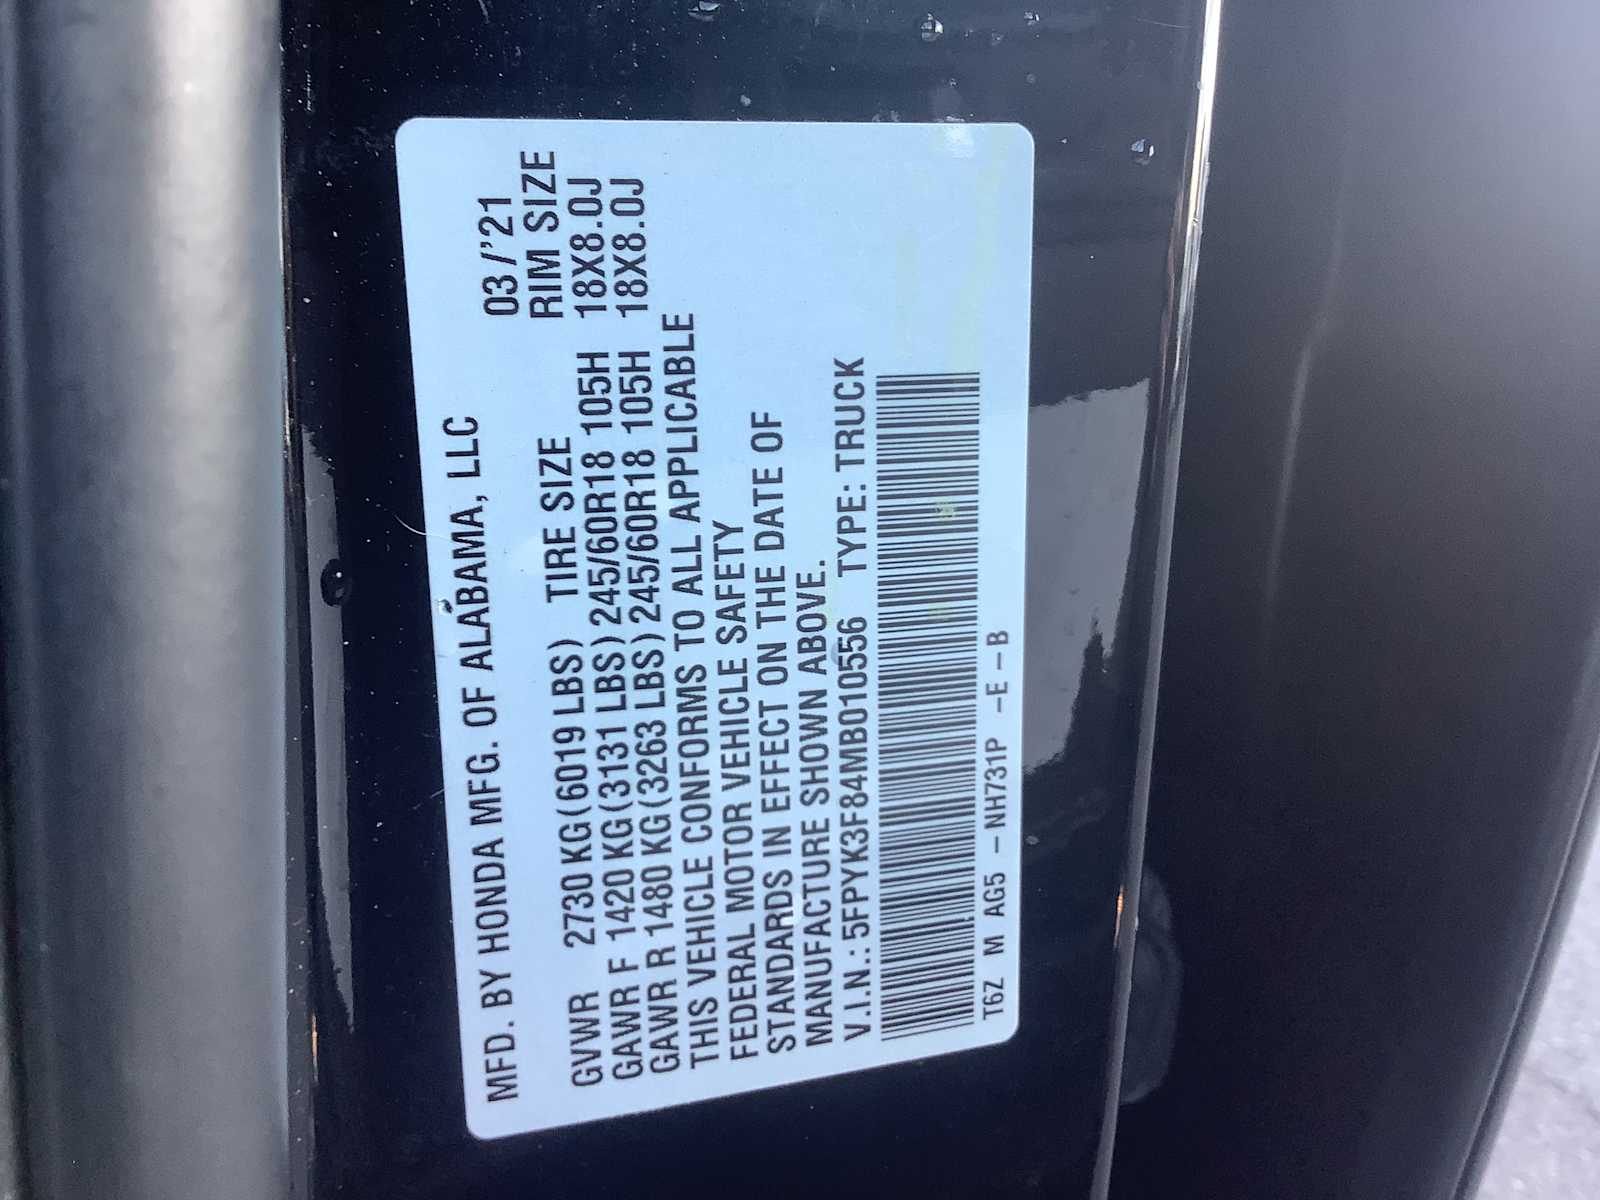 MFD. BY HONDA MFG. OF ALABAMA, LLC 03/'21
GVWR 2730 KG(6019 LBS) TIRE SIZE RIM SIZE
GAWR F 1420 KG(3131 LBS) 245/60R18 105H 18X8.0J
GAWR R 1480 KG(3263 LBS) 245/60R18 105H 18X8.0J
THIS VEHICLE CONFORMS TO ALL APPLICABLE
FEDERAL MOTOR VEHICLE SAFETY
STANDARDS IN EFFECT ON THE DATE OF
MANUFACTURE SHOWN ABOVE.
V.I.N.: 5FPYK3F84MB010556 TYPE: TRUCK
T6Z M AG5 -NH731P -E-B